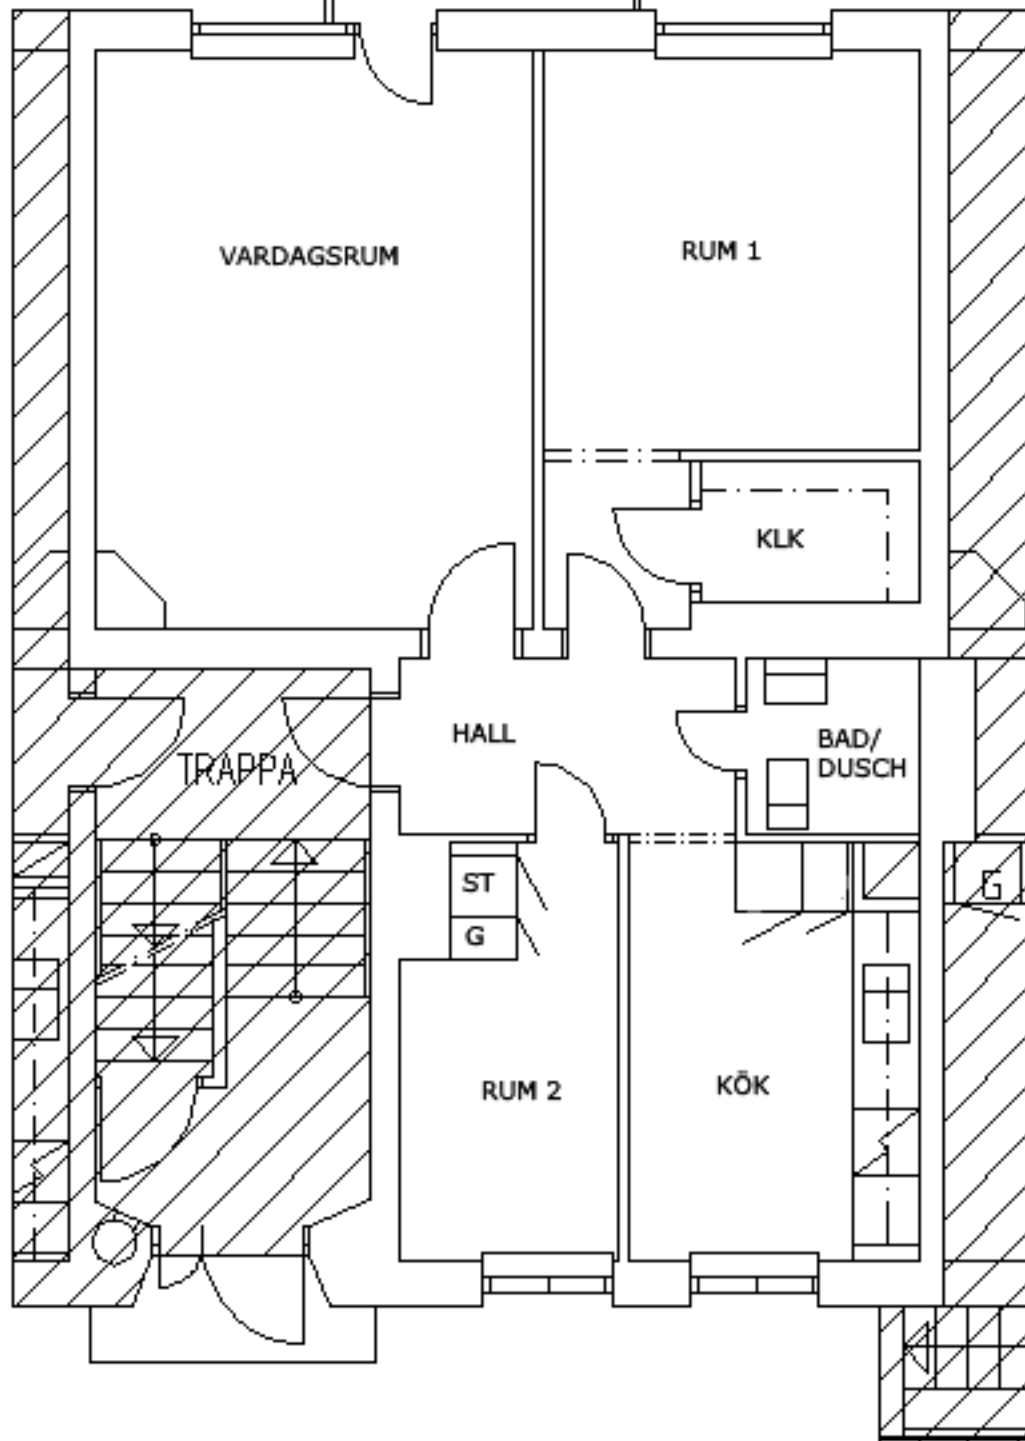 VARDAGSRUM
RUM 1
KLK
HALL
BAD/
DUSCH
TRAPPA
ST
G
G
RUM 2
KÖK